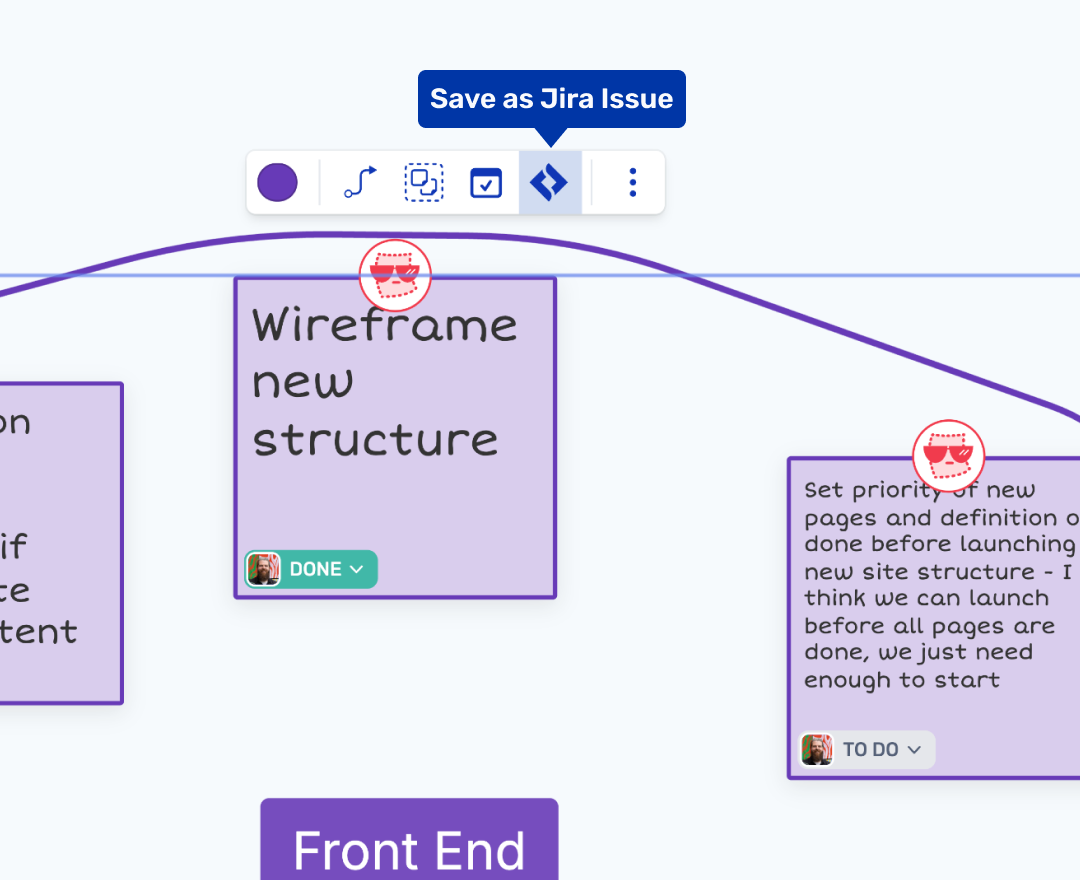 Save as Jira Issue
Wireframe
new
structure
DONE
on
if
te
tent
Set priority of new
pages and definition o
done before launching
new site structure - I
think we can launch
before all pages are
done, we just need
enough to start
TO DO
Front End